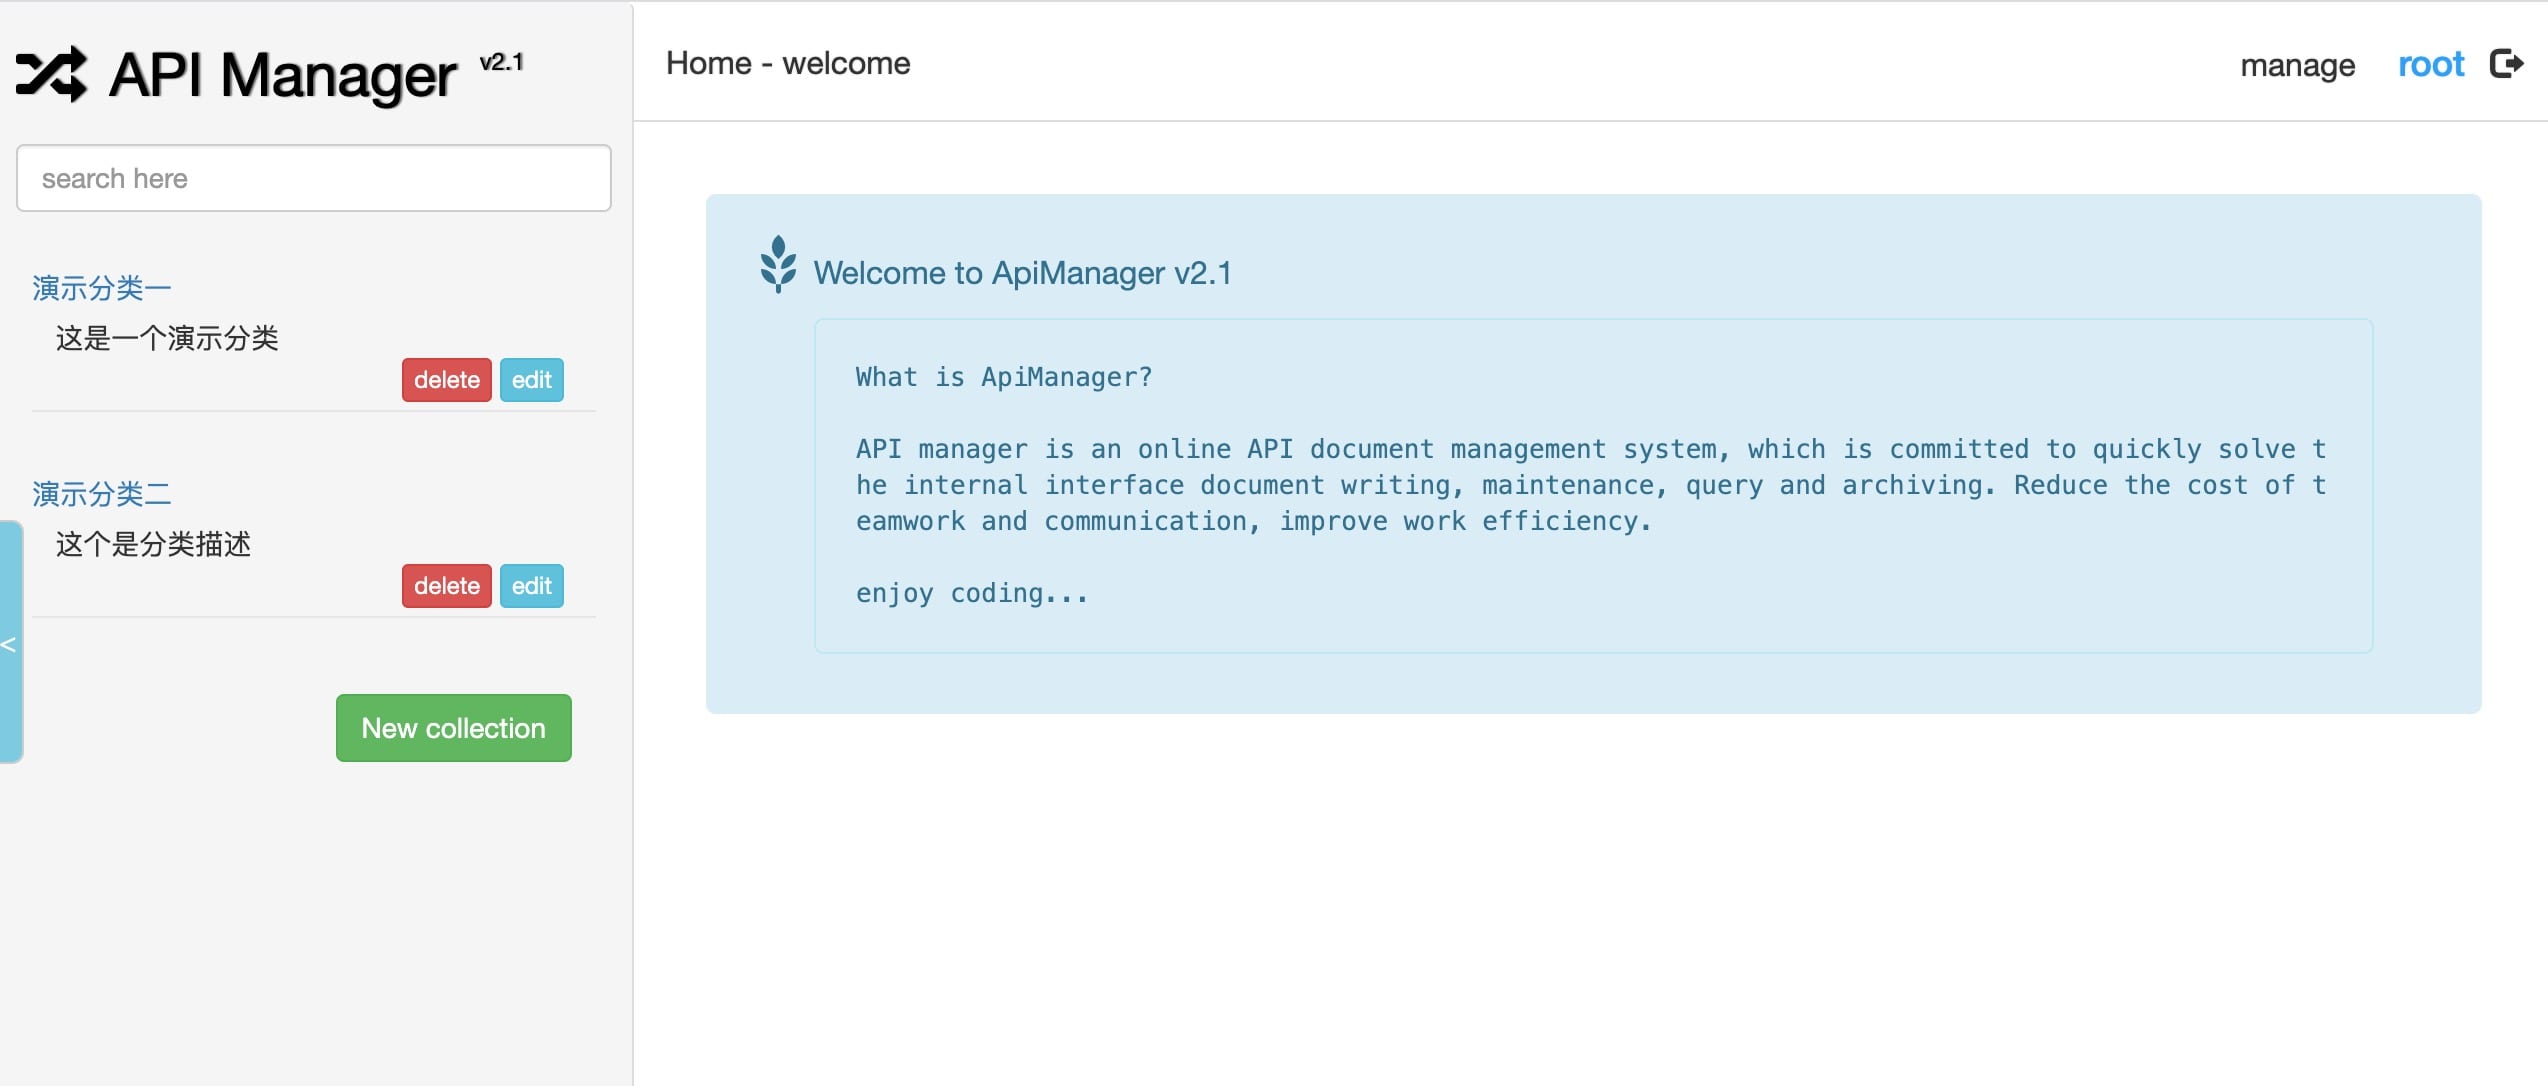 API Manager v2.1
search here
演示分类一
这是一个演示分类
delete edit
演示分类二
这个是分类描述
delete edit
<
New collection
Home - welcome
manage root
Welcome to ApiManager v2.1
What is ApiManager?
API manager is an online API document management system, which is committed to quickly solve t
he internal interface document writing, maintenance, query and archiving. Reduce the cost of t
eamwork and communication, improve work efficiency.
enjoy coding...